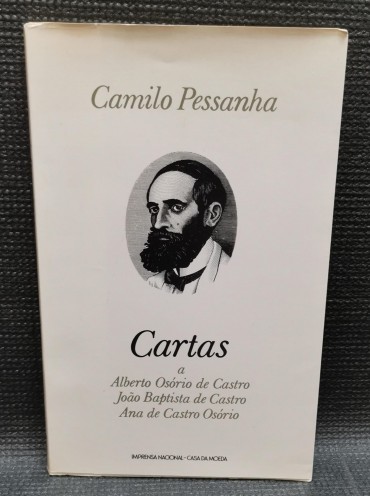 Camilo Pessanha
Cartas
a
Alberto Osório de Castro
João Baptista de Castro
Ana de Castro Osório
IMPRENSA NACIONAL - CASA DA MOEDA